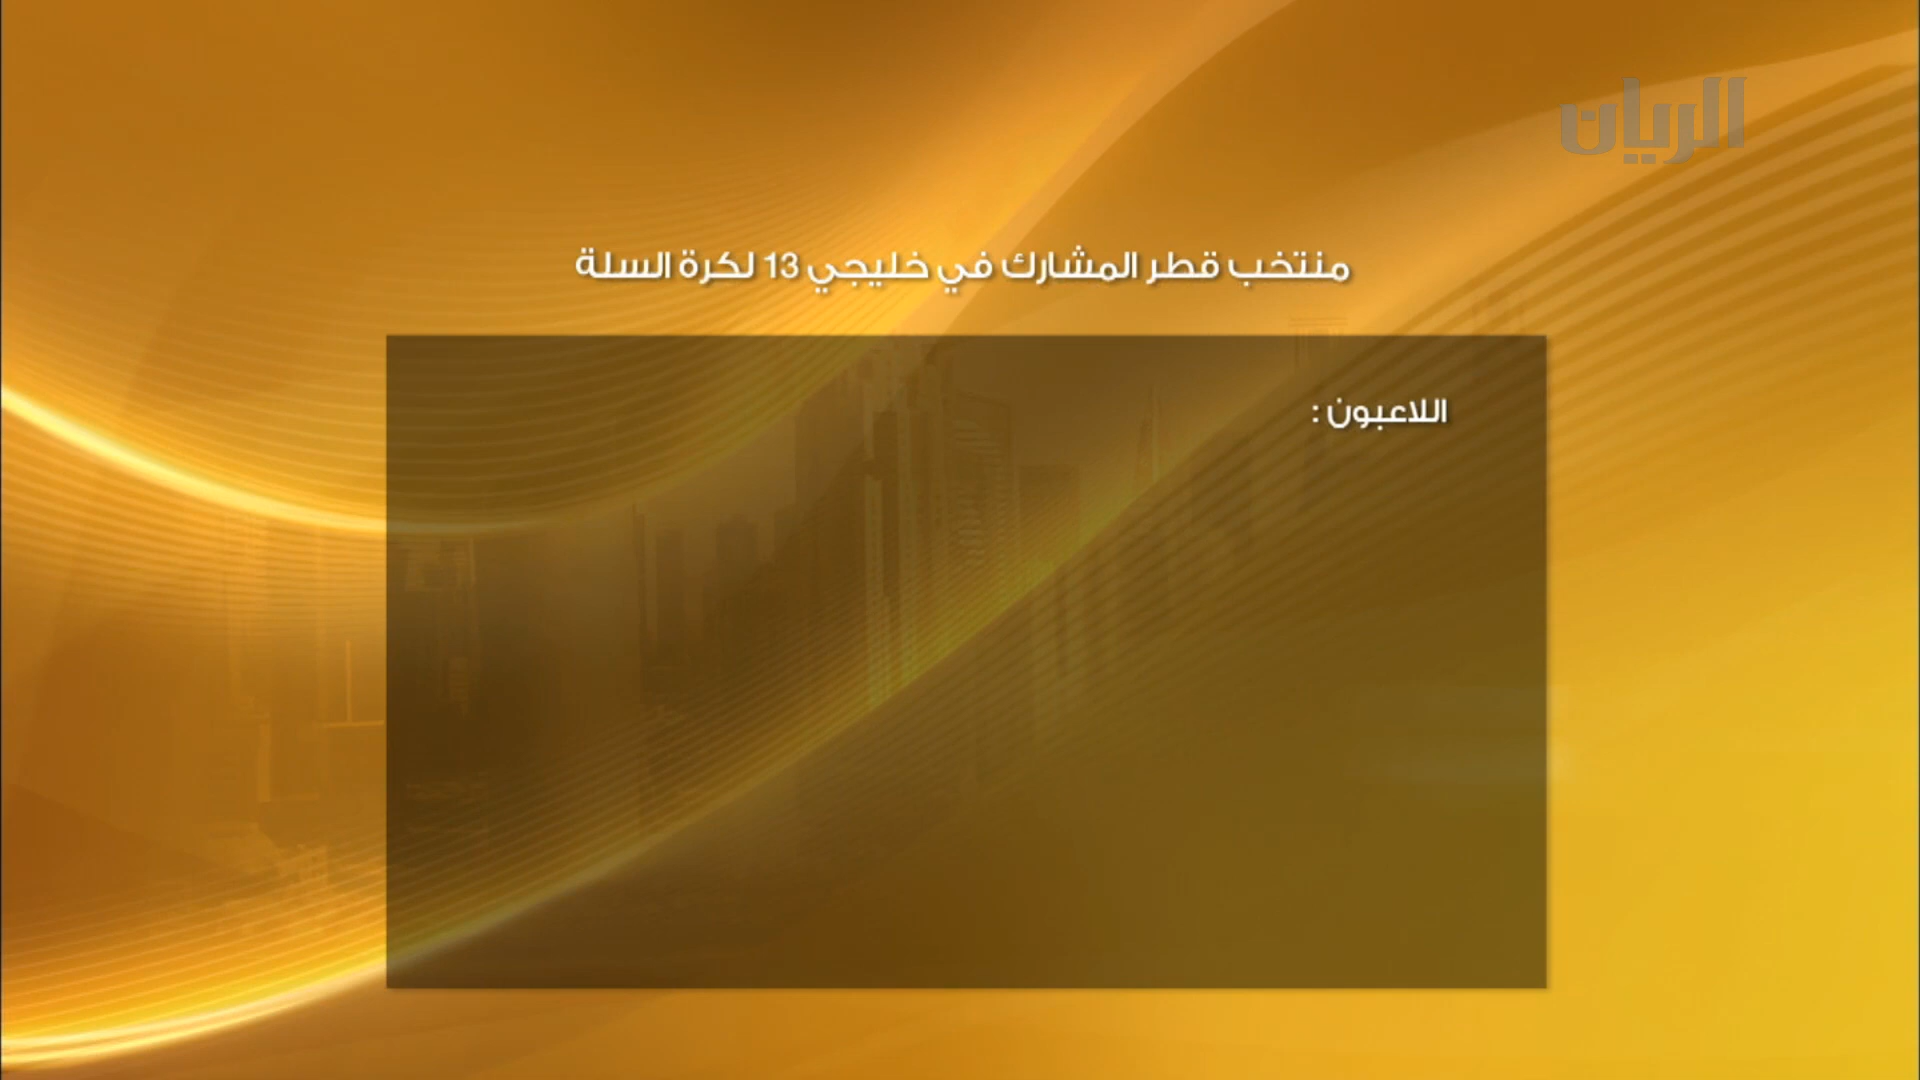 الريان
منتخب قطر المشارك في خليجي 13 لكرة السلة
اللاعبون :